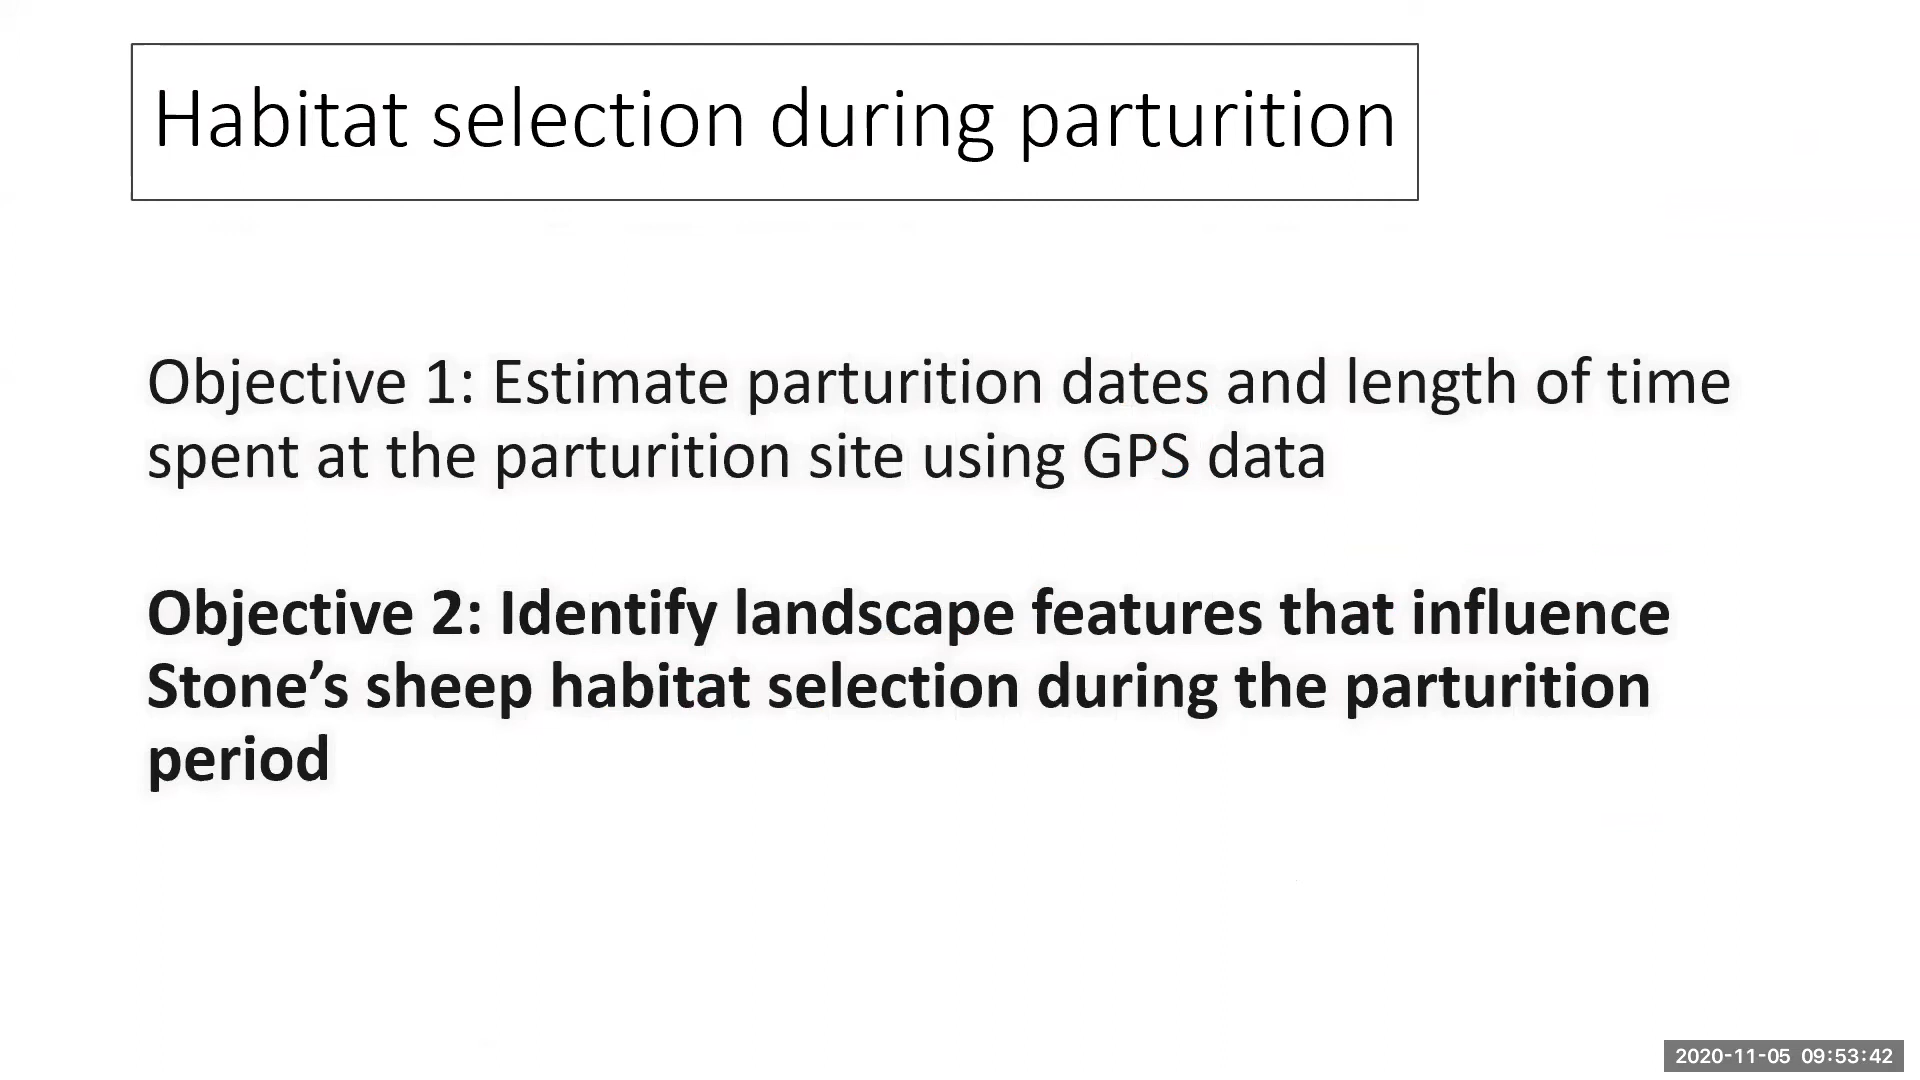 Habitat selection during parturition
Objective 1: Estimate parturition dates and length of time
spent at the parturition site using GPS data
Objective 2: Identify landscape features that influence
Stone’s sheep habitat selection during the parturition
period
2020-11-05 09:53:42